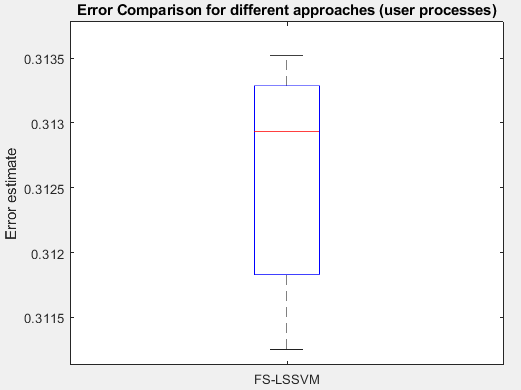 Error Comparison for different approaches (user processes)
0.3135
0.313
0.3125
0.312
0.3115
Error estimate
FS-LSSVM